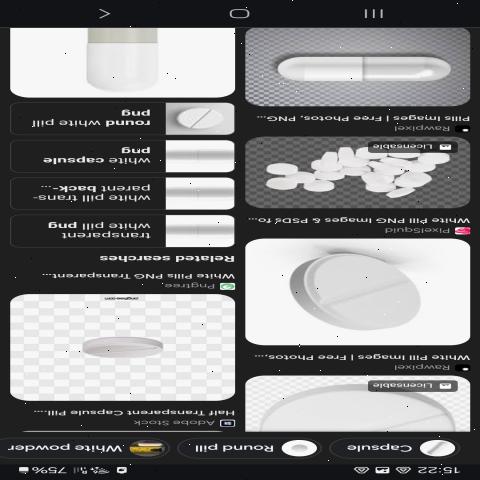 15:22
75%
Capsule
Round pill
White powder
Licensable
Adobe Stock
Half Transparent Capsule Pill...
Rawpixel
White Pill Images | Free Photos,...
pngtree.com
Pngtree
White Pills PNG Transparent...
PixelSquid
White Pill PNG Images & PSDs fo...
Related searches
transparent
white pill png
white pill trans-
parent back-...
white capsule
png
round white pill
png
Licensable
Rawpixel
Pills Images | Free Photos, PNG...